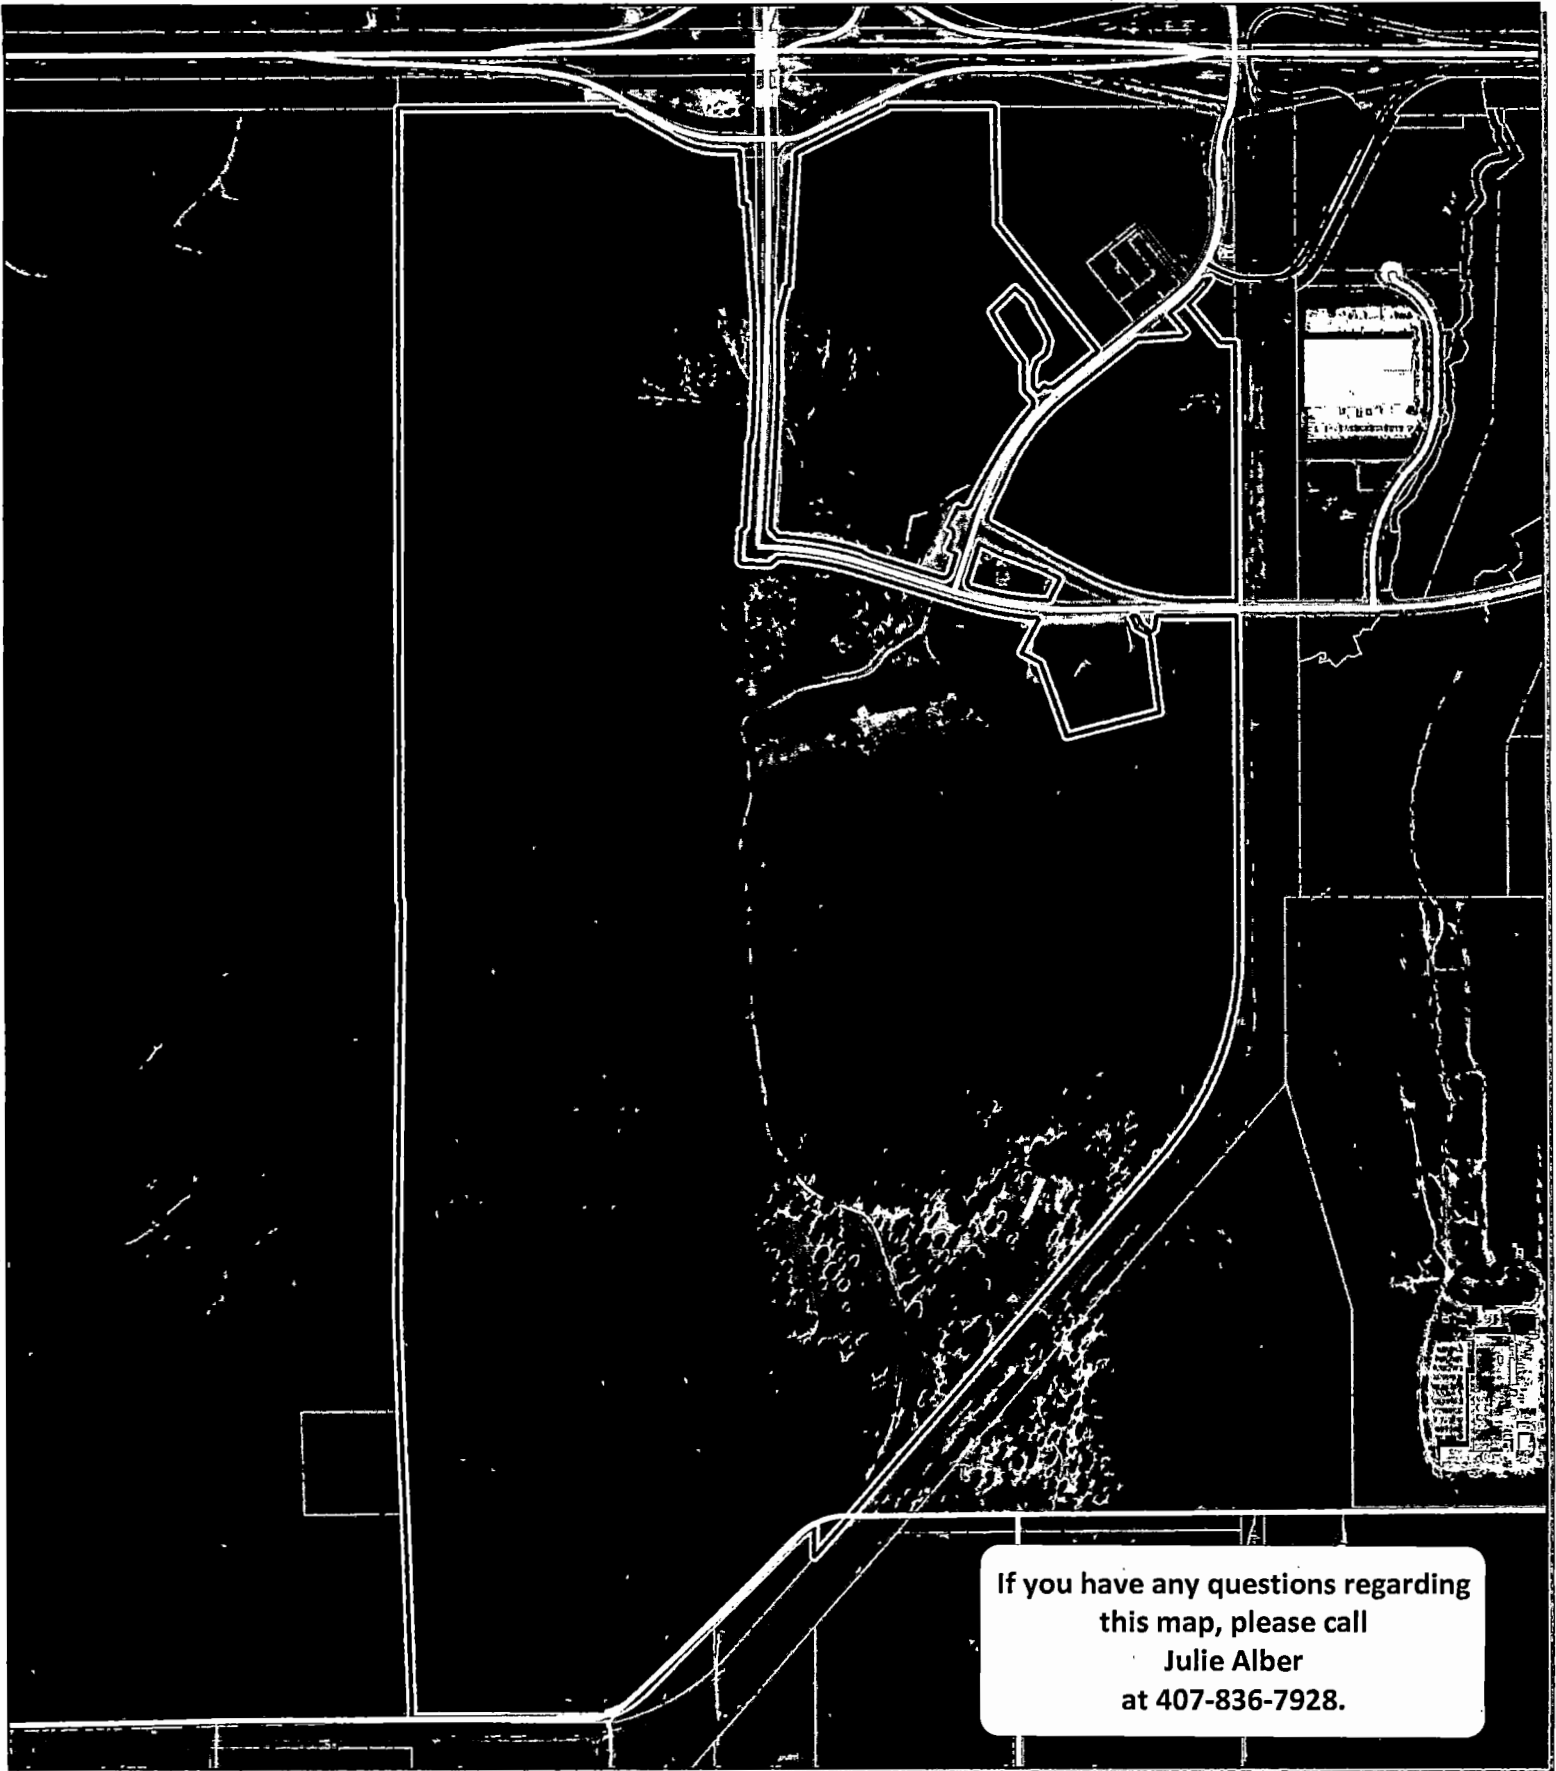 If you have any questions regarding
this map, please call
Julie Alber
at 407-836-7928.